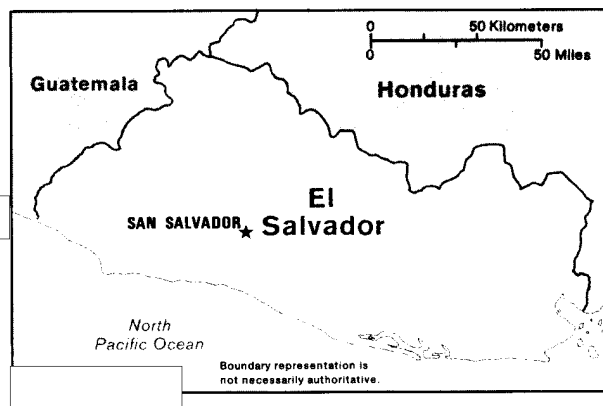 0 50 Kilometers
0 50 Miles
Guatemala
Honduras
El
Salvador
SAN SALVADOR
North
Pacific Ocean
Boundary representation is
not necessarily authoritative.